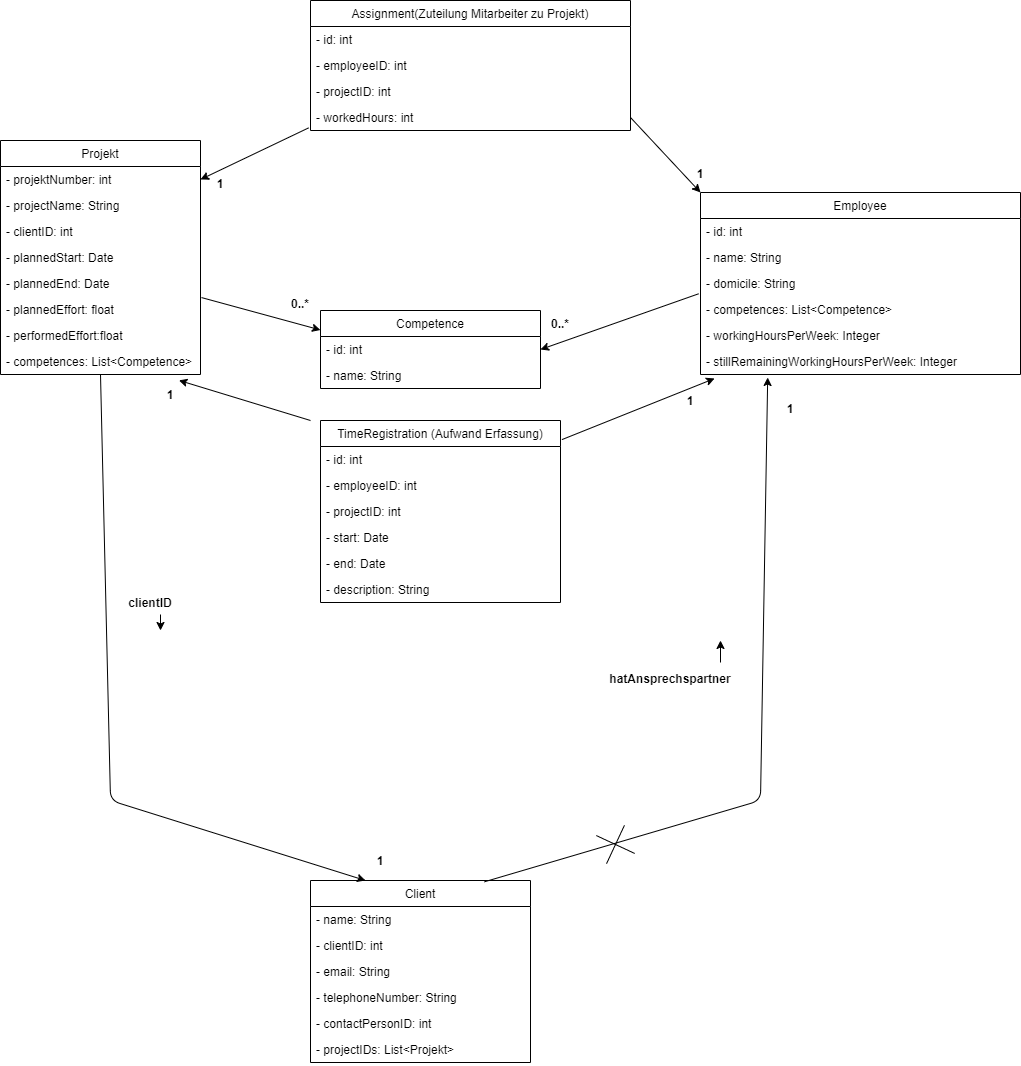 Assignment(Zuteilung Mitarbeiter zu Projekt)
- id: int
- employeeID: int
- projectID: int
- workedHours: int
1
1
Projekt
- projektNumber: int
- projectName: String
- clientID: int
- plannedStart: Date
- plannedEnd: Date
- plannedEffort: float
- performedEffort:float
- competences: List<Competence>
Employee
- id: int
- name: String
- domicile: String
- competences: List<Competence>
- workingHoursPerWeek: Integer
- stillRemainingWorkingHoursPerWeek: Integer
0..*
0..*
Competence
- id: int
- name: String
1
1
1
TimeRegistration (Aufwand Erfassung)
- id: int
- employeeID: int
- projectID: int
- start: Date
- end: Date
- description: String
clientID
hatAnsprechspartner
1
Client
- name: String
- clientID: int
- email: String
- telephoneNumber: String
- contactPersonID: int
- projectIDs: List<Projekt>